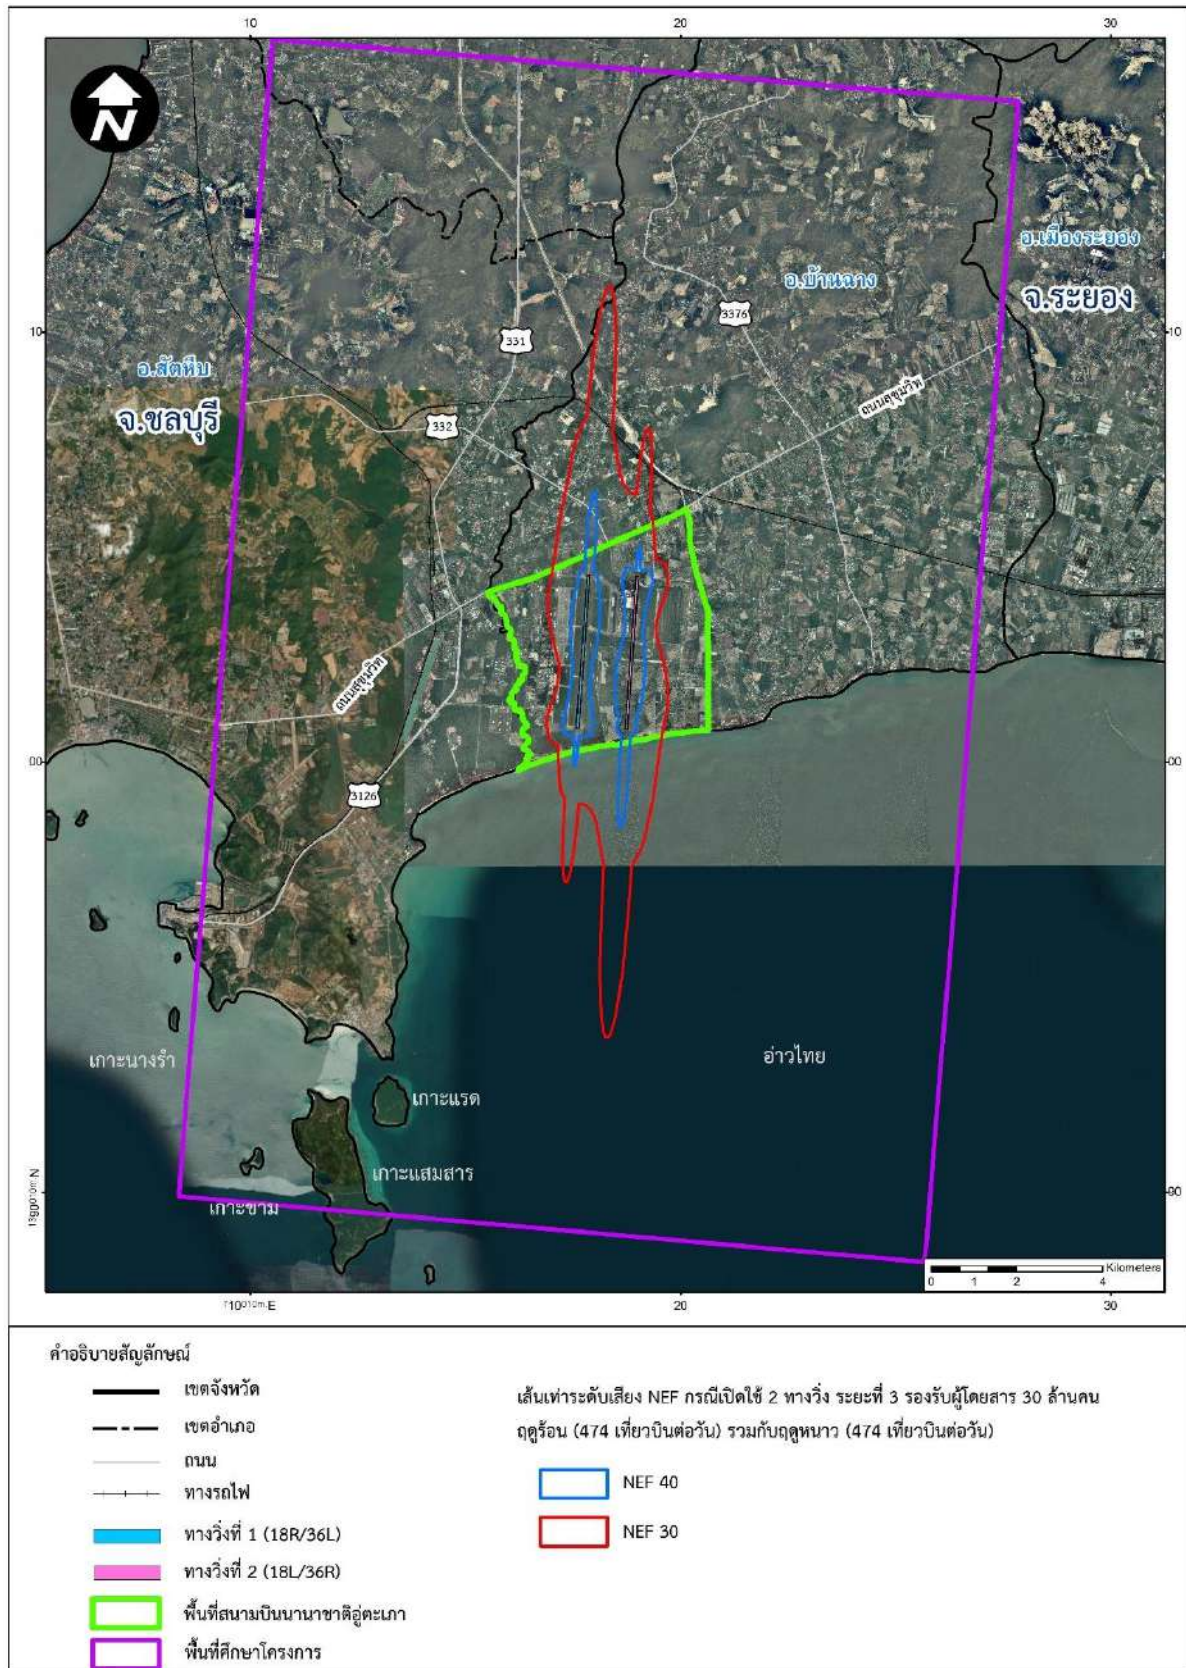 10
20
30
N
อ.เมืองระยอง
อ.บ้านฉาง
จ.ระยอง
3376
10
331
10
อ.สัตหีบ
ถนนสุขุมวิท
จ.ชลบุรี
332
ถนนสุขุมวิท
00
00
3126
อ่าวไทย
เกาะนางรำ
เกาะแรด
เกาะแสมสาร
1390010m.N
90
เกาะขาม
Kilometers
0 1 2 4
710010m.E
20
30
คำอธิบายสัญลักษณ์
เขตจังหวัด
เขตอำเภอ
ถนน
ทางรถไฟ
ทางวิ่งที่ 1 (18R/36L)
ทางวิ่งที่ 2 (18L/36R)
พื้นที่สนามบินนานาชาติอู่ตะเภา
พื้นที่ศึกษาโครงการ
เส้นเท่าระดับเสียง NEF กรณีเปิดใช้ 2 ทางวิ่ง ระยะที่ 3 รองรับผู้โดยสาร 30 ล้านคน
ฤดูร้อน (474 เที่ยวบินต่อวัน) รวมกับฤดูหนาว (474 เที่ยวบินต่อวัน)
NEF 40
NEF 30